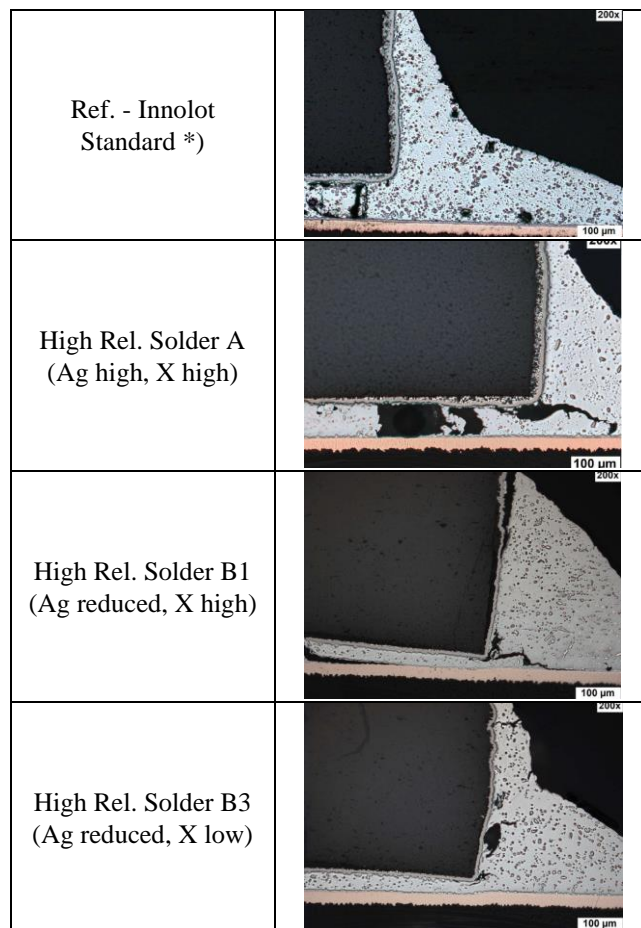 200x
Ref. - Innolot
Standard *)
100 µm
200x
High Rel. Solder A
(Ag high, X high)
100 µm
200x
High Rel. Solder B1
(Ag reduced, X high)
100 µm
200x
High Rel. Solder B3
(Ag reduced, X low)
100 µm